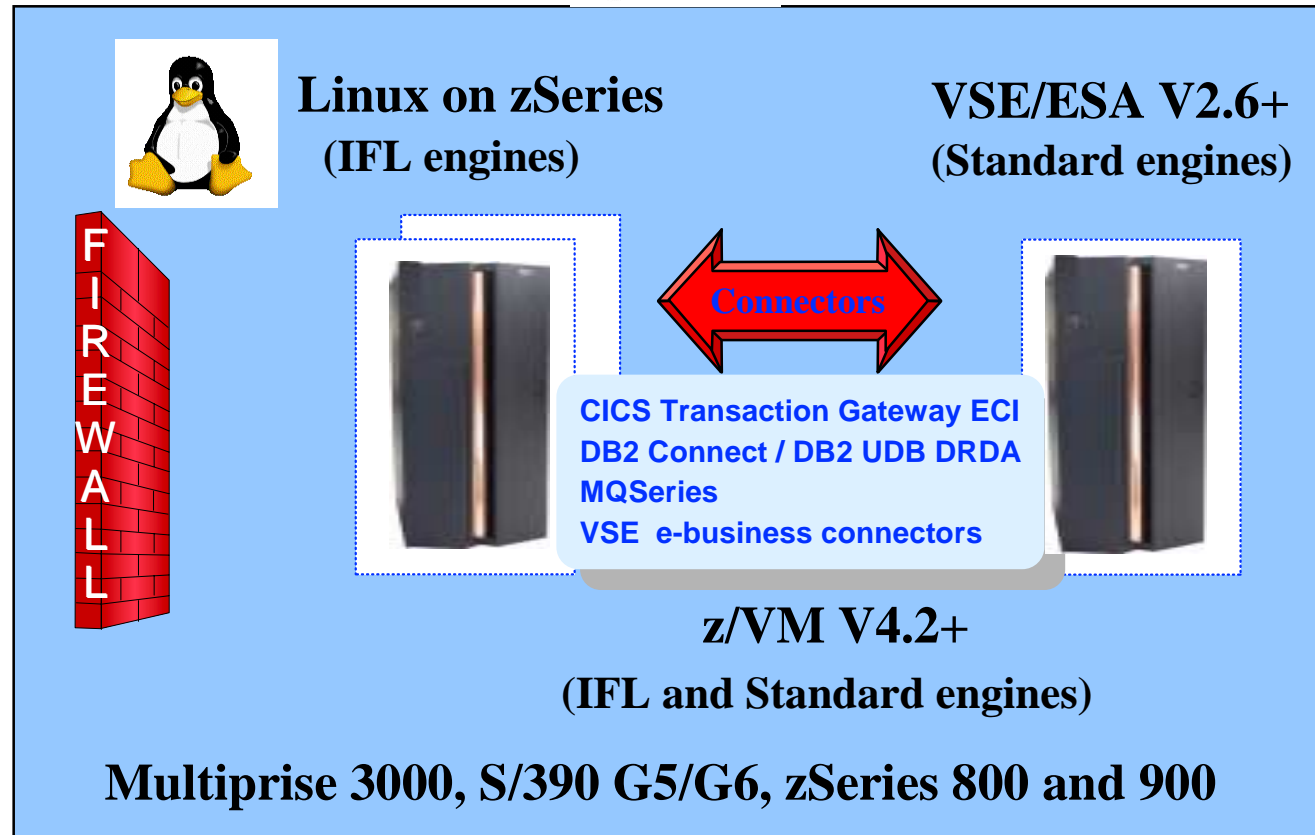 Linux on zSeries
(IFL engines)
VSE/ESA V2.6+
(Standard engines)
FIREWALL
Connectors
CICS Transaction Gateway ECI
DB2 Connect / DB2 UDB DRDA
MQSeries
VSE e-business connectors
z/VM V4.2+
(IFL and Standard engines)
Multiprise 3000, S/390 G5/G6, zSeries 800 and 900